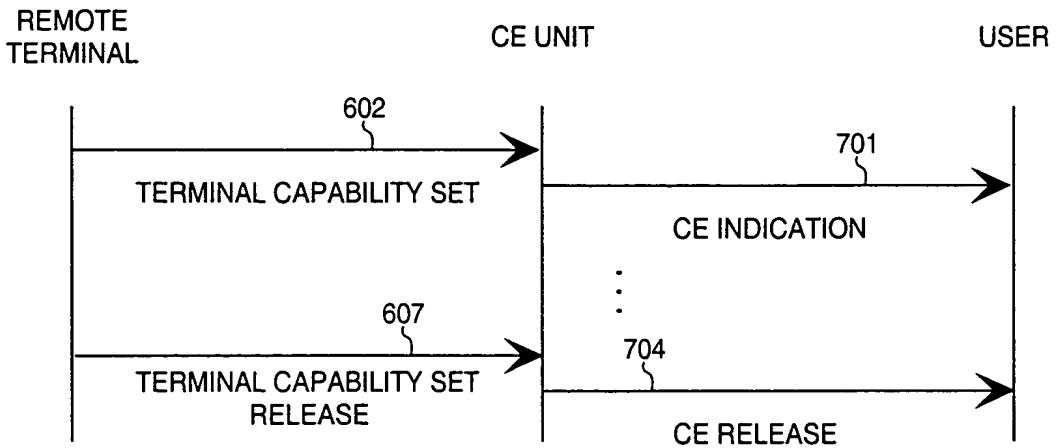 REMOTE
TERMINAL
CE UNIT
USER
602
TERMINAL CAPABILITY SET
701
CE INDICATION
607
TERMINAL CAPABILITY SET
RELEASE
704
CE RELEASE